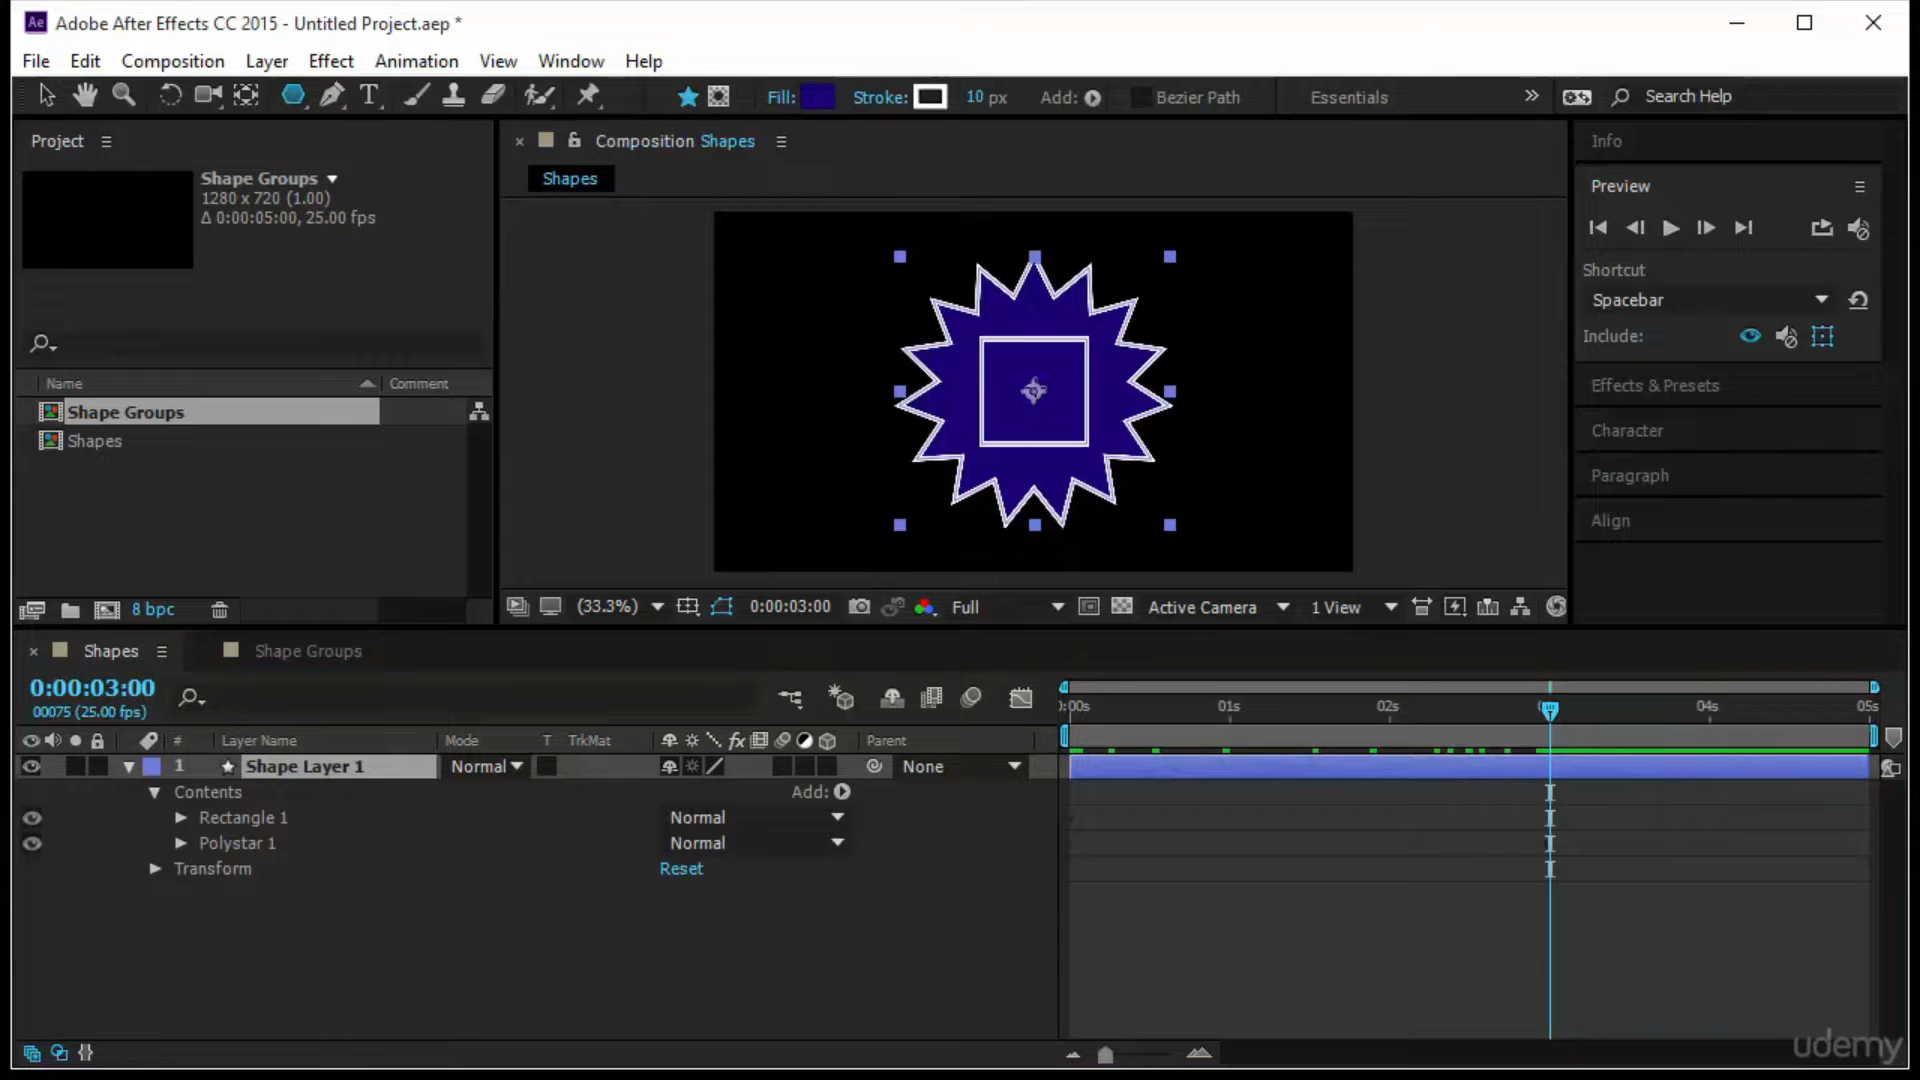 Ae Adobe After Effects CC 2015 - Untitled Project.aep *
File Edit Composition Layer Effect Animation View Window Help
T Fill: Stroke: 10 px Add: Bezier Path Essentials Search Help
Project
Shape Groups
1280 x 720 (1.00)
Δ 0:00:05:00, 25.00 fps
Name Comment
Shape Groups
Shapes
8 bpc
Composition Shapes
Shapes
(33.3%) 0:00:03:00 Full Active Camera 1 View
Info
Preview
Shortcut
Spacebar
Include:
Effects & Presets
Character
Paragraph
Align
Shapes Shape Groups
0:00:03:00
00075 (25.00 fps)
# Layer Name Mode T TrkMat fx Parent
1 Shape Layer 1 Normal None
Contents Add:
Rectangle 1 Normal
Polystar 1 Normal
Transform Reset
:00s 01s 02s 04s 05s
udemy